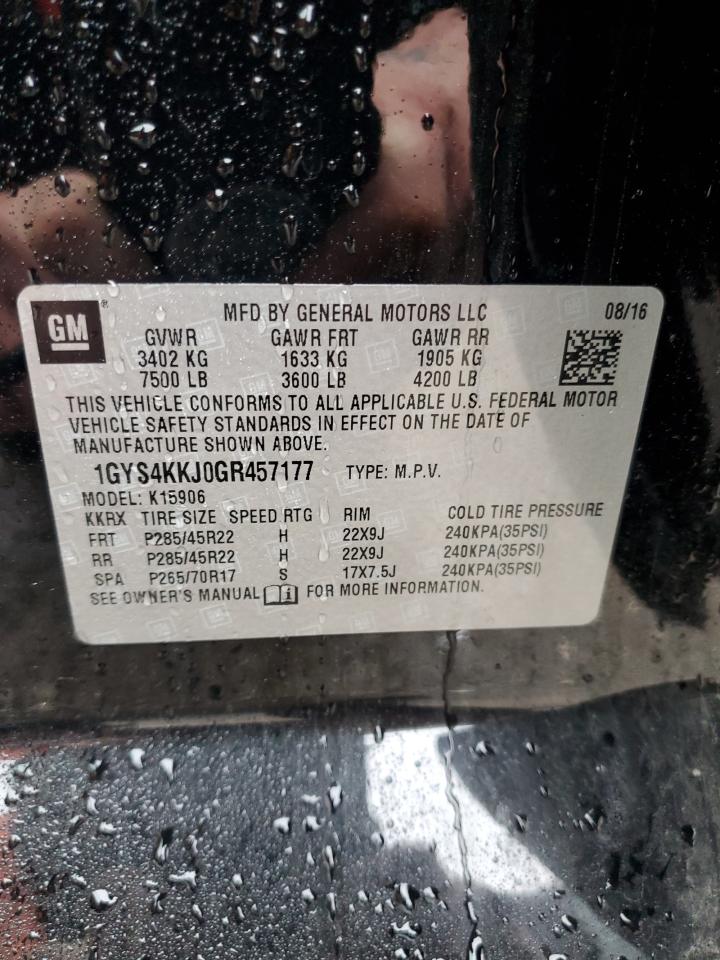 GM ®
MFD BY GENERAL MOTORS LLC 08/16
GVWR GAWR FRT GAWR RR
3402 KG 1633 KG 1905 KG
7500 LB 3600 LB 4200 LB
THIS VEHICLE CONFORMS TO ALL APPLICABLE U.S. FEDERAL MOTOR
VEHICLE SAFETY STANDARDS IN EFFECT ON THE DATE OF
MANUFACTURE SHOWN ABOVE.
1GYS4KKJ0GR457177 TYPE: M.P.V.
MODEL: K15906
KKRX TIRE SIZE SPEED RTG RIM COLD TIRE PRESSURE
FRT P285/45R22 H 22X9J 240KPA(35PSI)
RR P285/45R22 H 22X9J 240KPA(35PSI)
SPA P265/70R17 S 17X7.5J 240KPA(35PSI)
SEE OWNER'S MANUAL i FOR MORE INFORMATION.